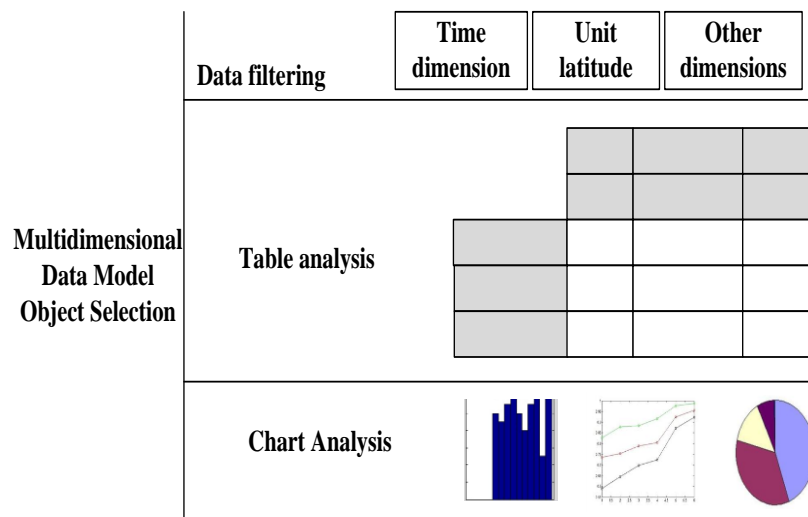 Time
dimension
Unit
latitude
Other
dimensions
Data filtering
Multidimensional
Data Model
Object Selection
Table analysis
Chart Analysis